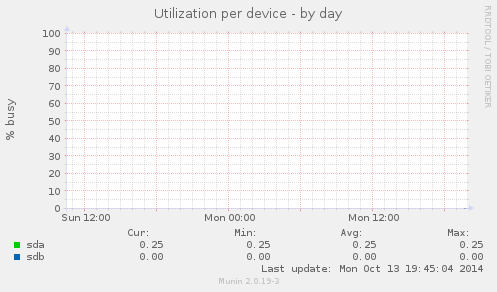 Utilization per device - by day
RRDTOOL / TOBI OETIKER
% busy
100
90
80
70
60
50
40
30
20
10
0
Sun 12:00 Mon 00:00 Mon 12:00
Cur: Min: Avg: Max:
sda 0.25 0.25 0.25 0.25
sdb 0.00 0.00 0.00 0.00
Last update: Mon Oct 13 19:45:04 2014
Munin 2.0.19-3